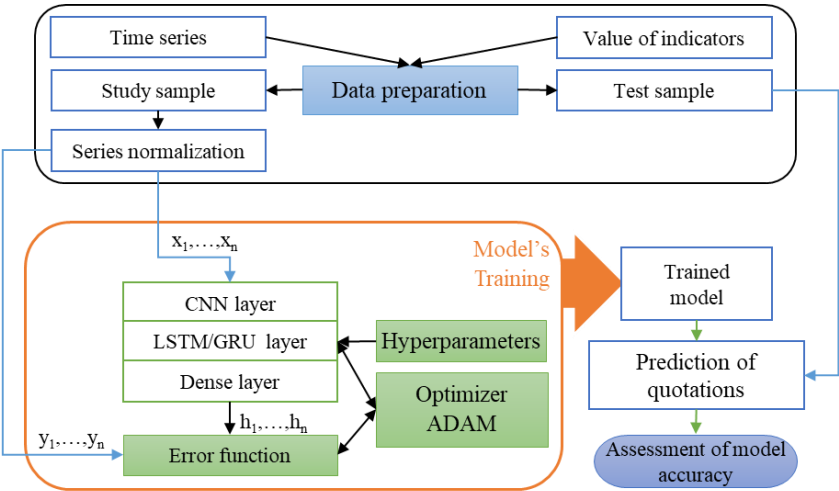 Time series
Value of indicators
Study sample
Data preparation
Test sample
Series normalization
x1,…,xn
Model's
Training
CNN layer
LSTM/GRU layer
Dense layer
Hyperparameters
Optimizer
ADAM
h1,…,hn
y1,…,yn
Error function
Trained
model
Prediction of
quotations
Assessment of model
accuracy